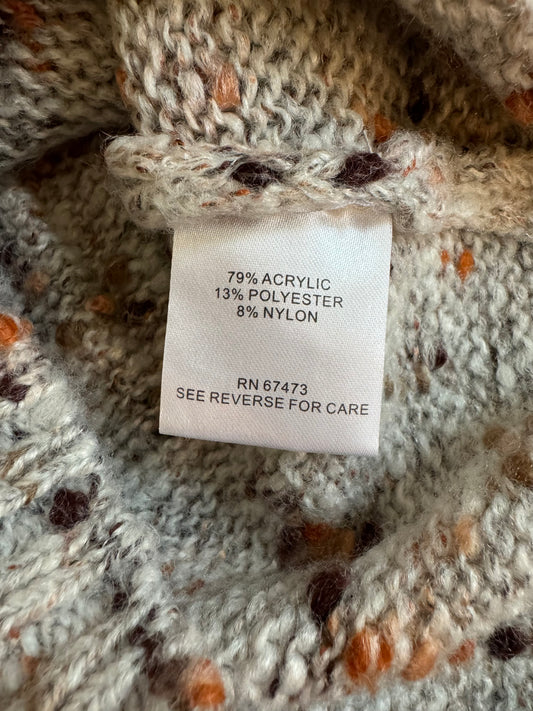 79% ACRYLIC
13% POLYESTER
8% NYLON
RN 67473
SEE REVERSE FOR CARE